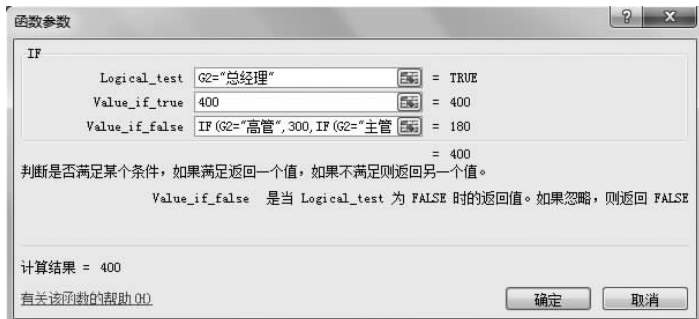 函数参数
IF
Logical_test G2="总经理" = TRUE
Value_if_true 400 = 400
Value_if_false IF(G2="高管",300,IF(G2="主管 = 180
= 400
判断是否满足某个条件，如果满足返回一个值，如果不满足则返回另一个值。
Value_if_false 是当 Logical_test 为 FALSE 时的返回值。如果忽略，则返回 FALSE
计算结果 = 400
有关该函数的帮助(H)
确定 取消